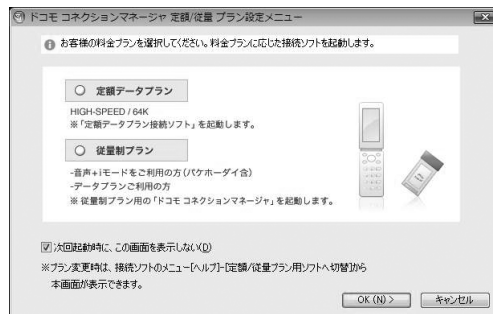 ドコモ コネクションマネージャ 定額/従量 プラン設定メニュー
お客様の料金プランを選択してください。料金プランに応じた接続ソフトを起動します。
定額データプラン
HIGH-SPEED / 64K
※「定額データプラン接続ソフト」を起動します。
従量制プラン
-音声+iモードをご利用の方(パケホーダイ含)
-データプランご利用の方
※ 従量制プラン用の「ドコモ コネクションマネージャ」を起動します。
次回起動時に、この画面を表示しない(D)
※プラン変更時は、接続ソフトのメニュー[ヘルプ]-[定額/従量プラン用ソフトへ切替]から
本画面が表示できます。
OK (N) >
キャンセル